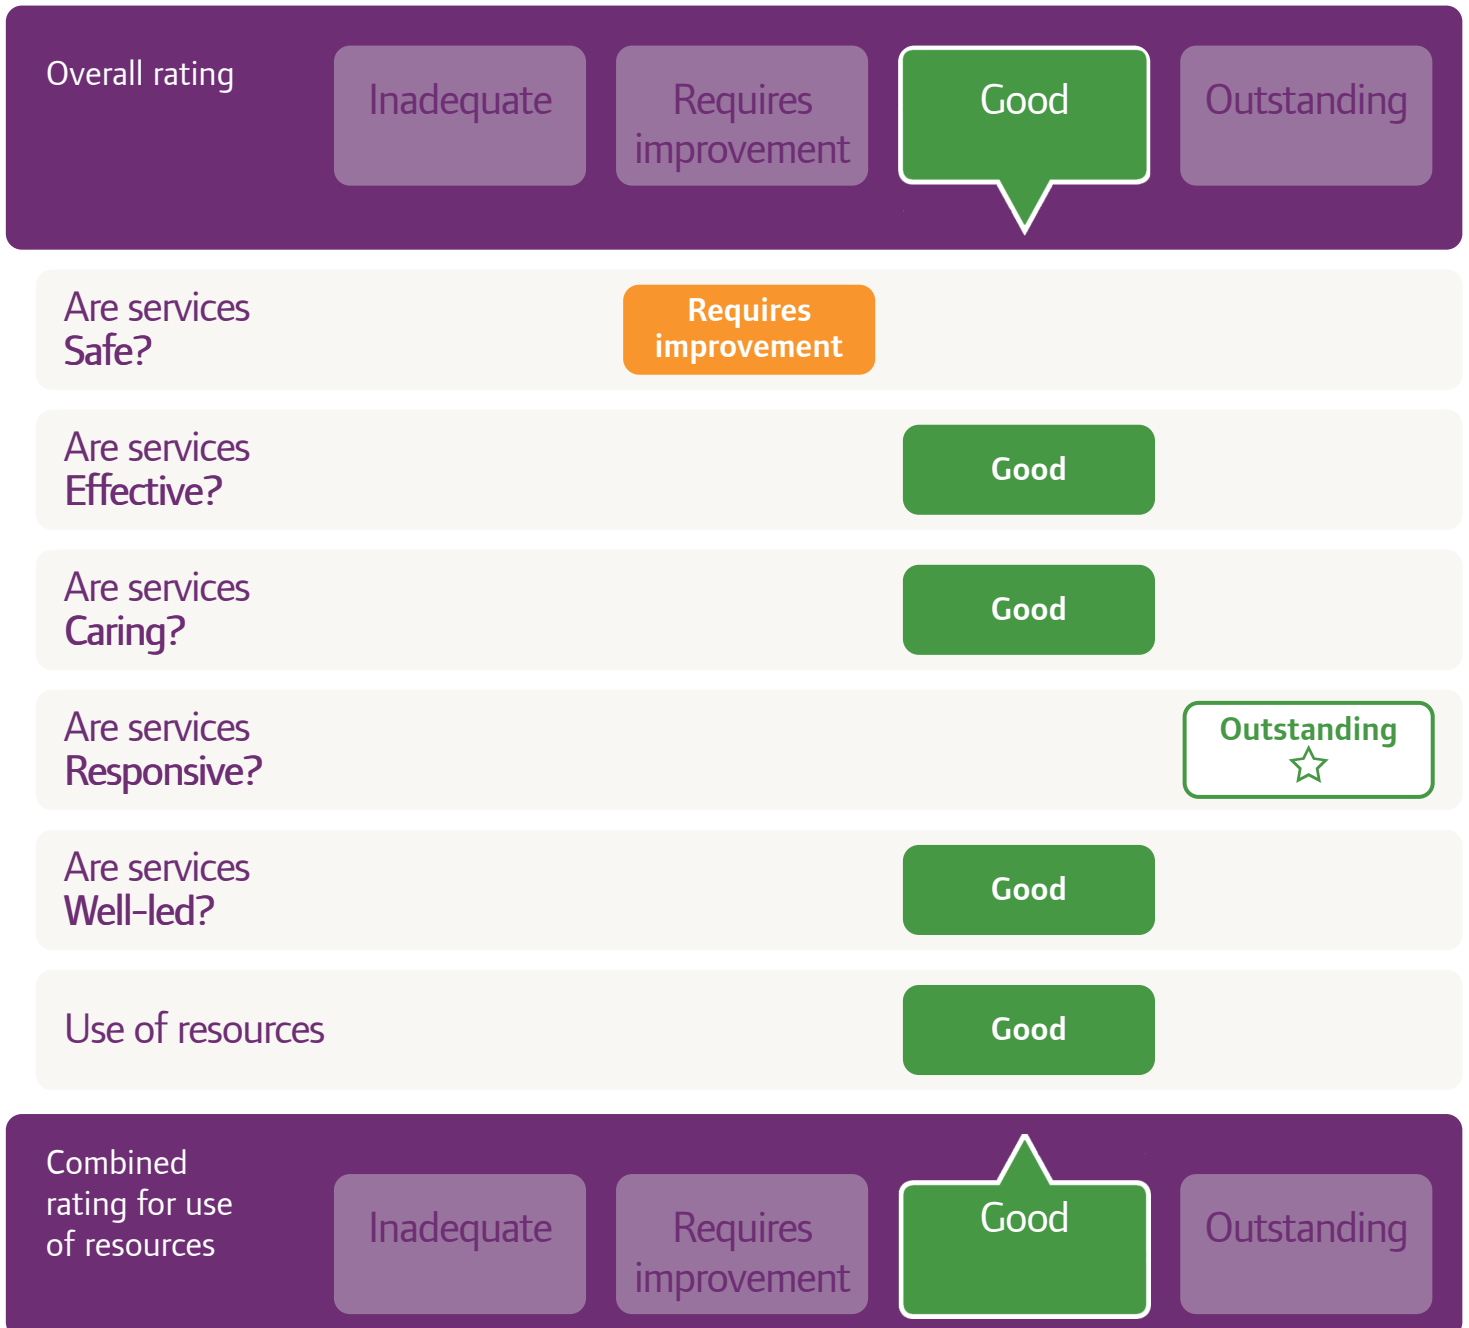 Overall rating
Inadequate
Requires
improvement
Good
Outstanding
Are services
Safe?
Requires
improvement
Are services
Effective?
Good
Are services
Caring?
Good
Are services
Responsive?
Outstanding
Are services
Well-led?
Good
Use of resources
Good
Combined
rating for use
of resources
Inadequate
Requires
improvement
Good
Outstanding